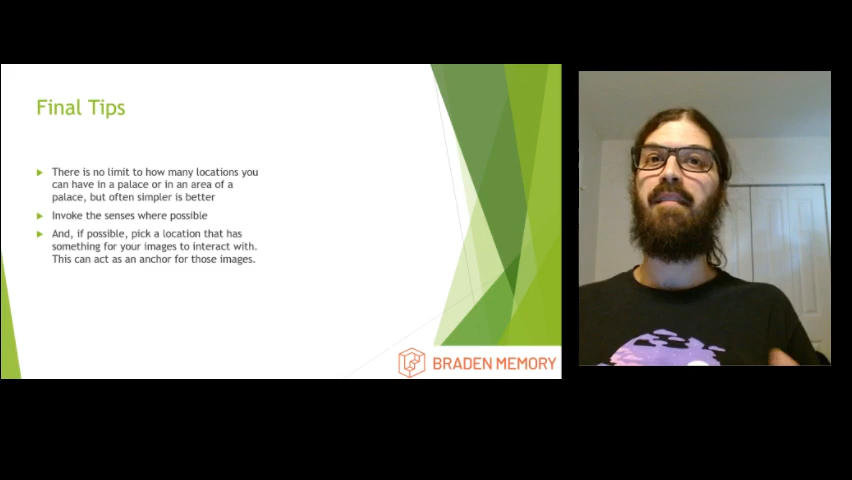 Final Tips
There is no limit to how many locations you
can have in a palace or in an area of a
palace, but often simpler is better
Invoke the senses where possible
And, if possible, pick a location that has
something for your images to interact with.
This can act as an anchor for those images.
BRADEN MEMORY